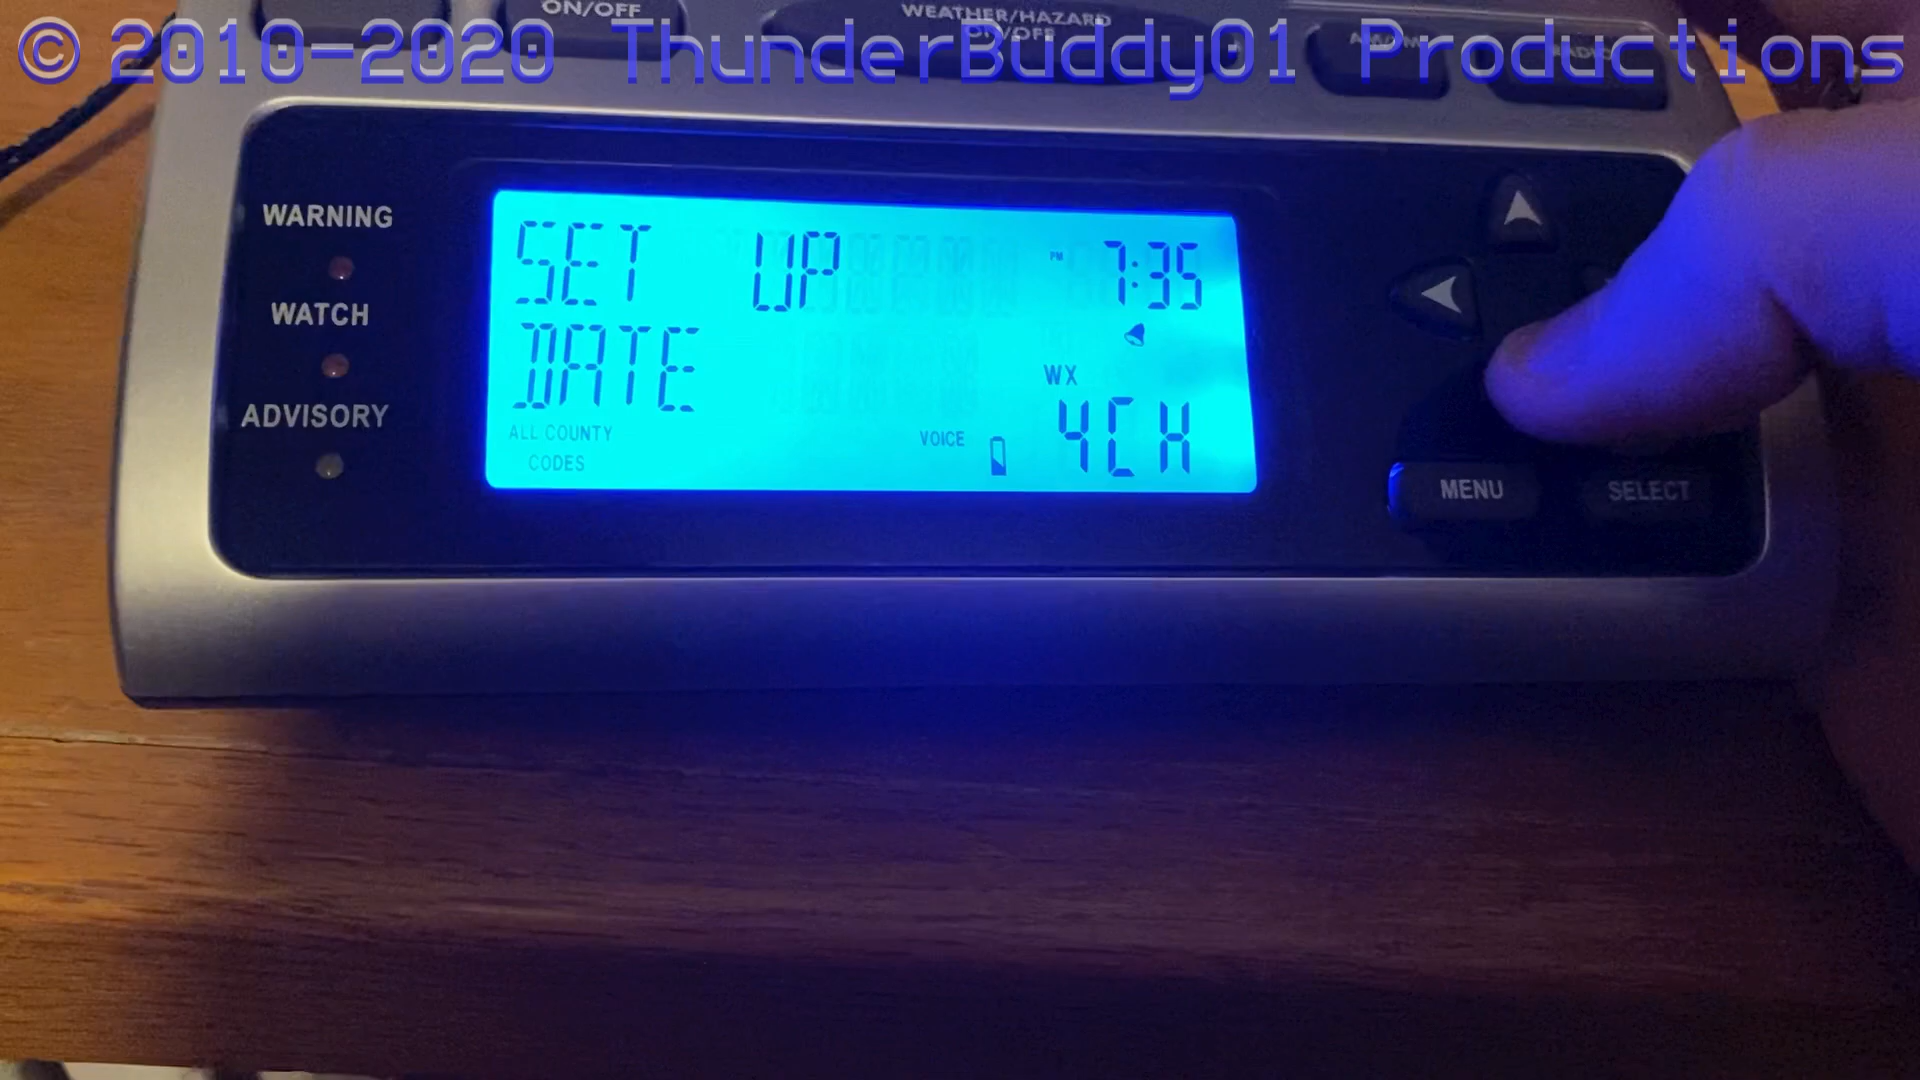 ON/OFF
WEATHER/HAZARD
ON/OFF
© 2010-2020 ThunderBuddy01 Productions
WARNING
WATCH
ADVISORY
SET UP
PM 7:35
DATE
WX
4CH
ALL COUNTY
CODES
VOICE
MENU
SELECT